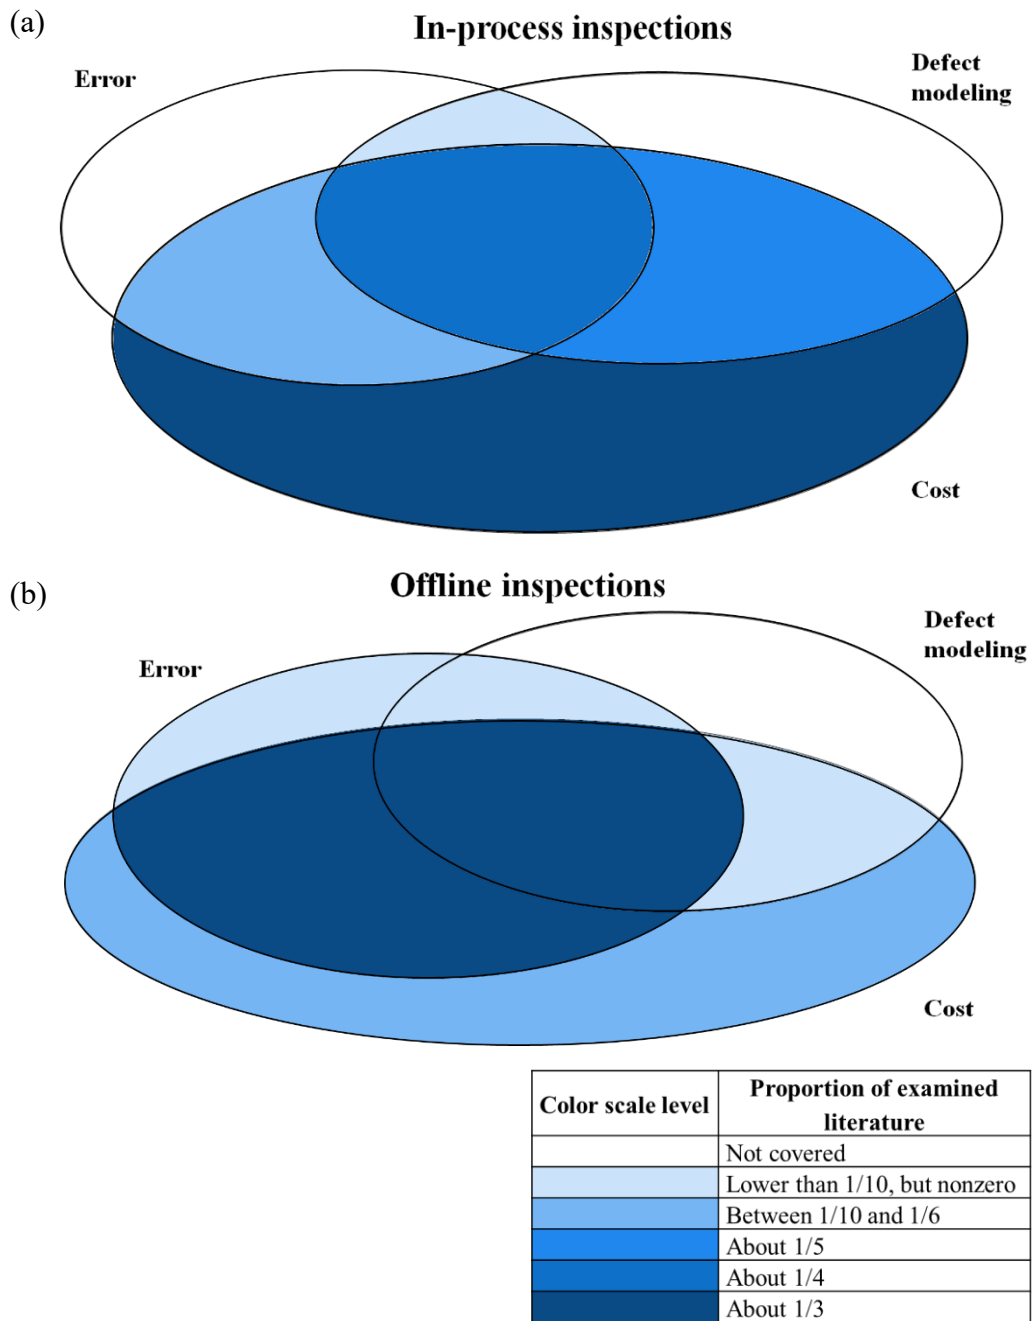 (a)
In-process inspections
Error
Defect
modeling
Cost
(b)
Offline inspections
Error
Defect
modeling
Cost
Color scale level
Proportion of examined
literature
Not covered
Lower than 1/10, but nonzero
Between 1/10 and 1/6
About 1/5
About 1/4
About 1/3